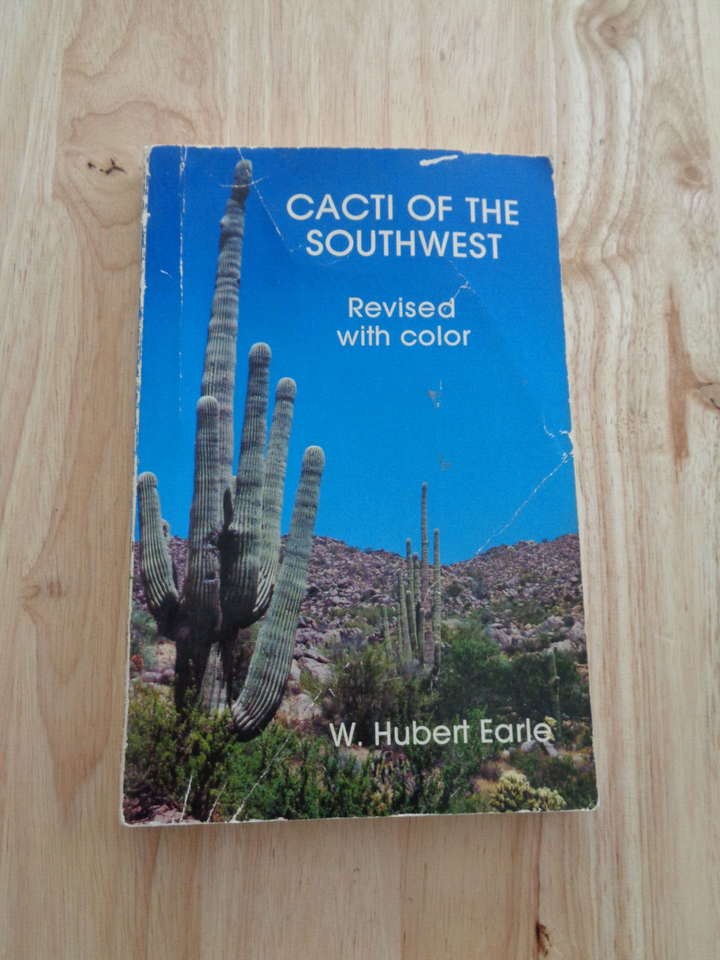 CACTI OF THE
SOUTHWEST
Revised
with color
W. Hubert Earle